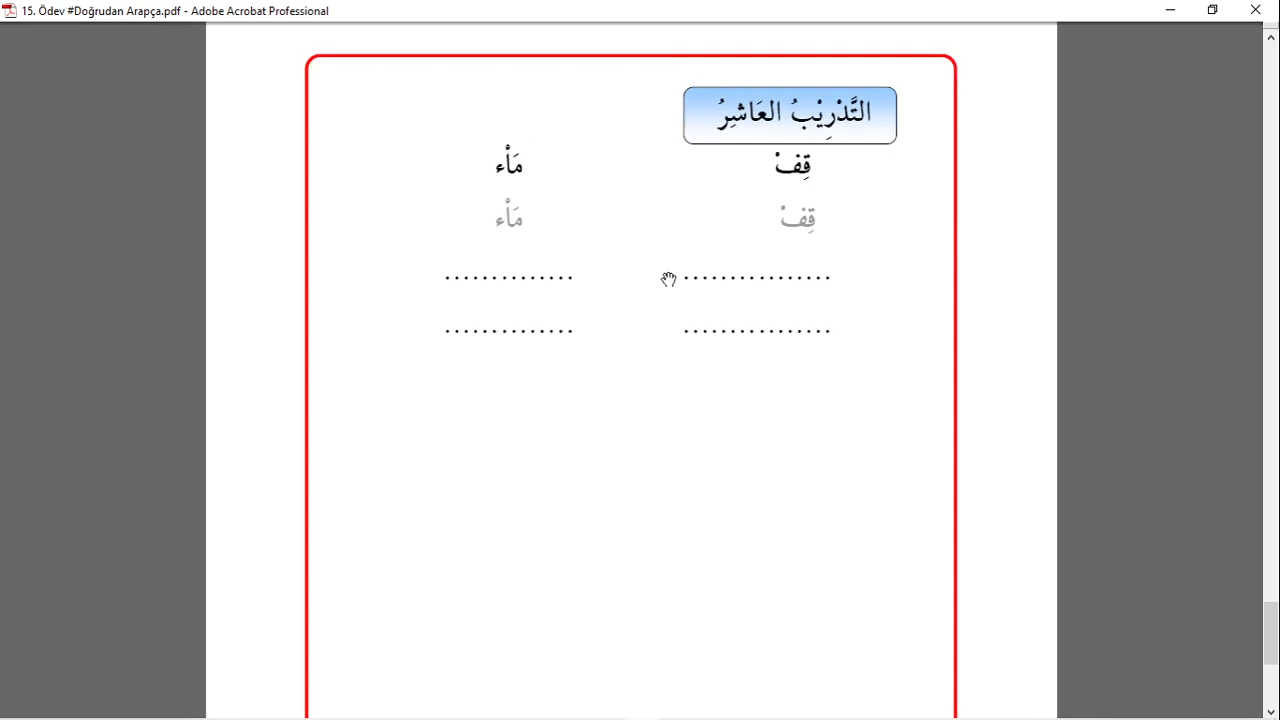 15. Ödev #Doğrudan Arapça.pdf - Adobe Acrobat Professional
التَّدْرِيْبُ العَاشِرُ
قِفْ مَاْء
قِفْ مَاْء
................ ..............
................ ..............